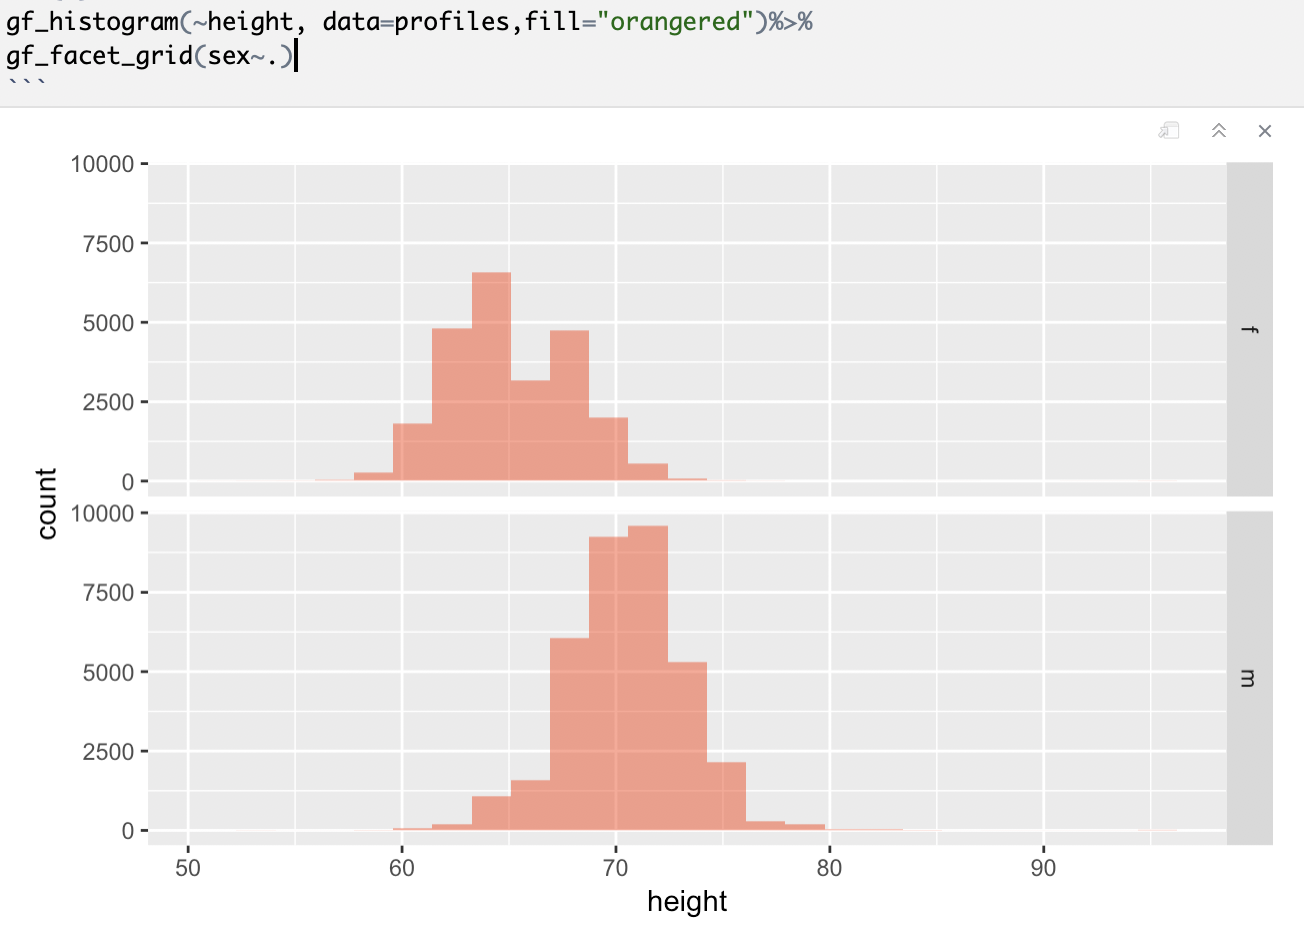 gf_histogram(~height, data=profiles,fill="orangered")%>%
gf_facet_grid(sex~.)
```
10000
7500
5000
2500
0
f
10000
7500
5000
2500
0
m
count
50 60 70 80 90
height